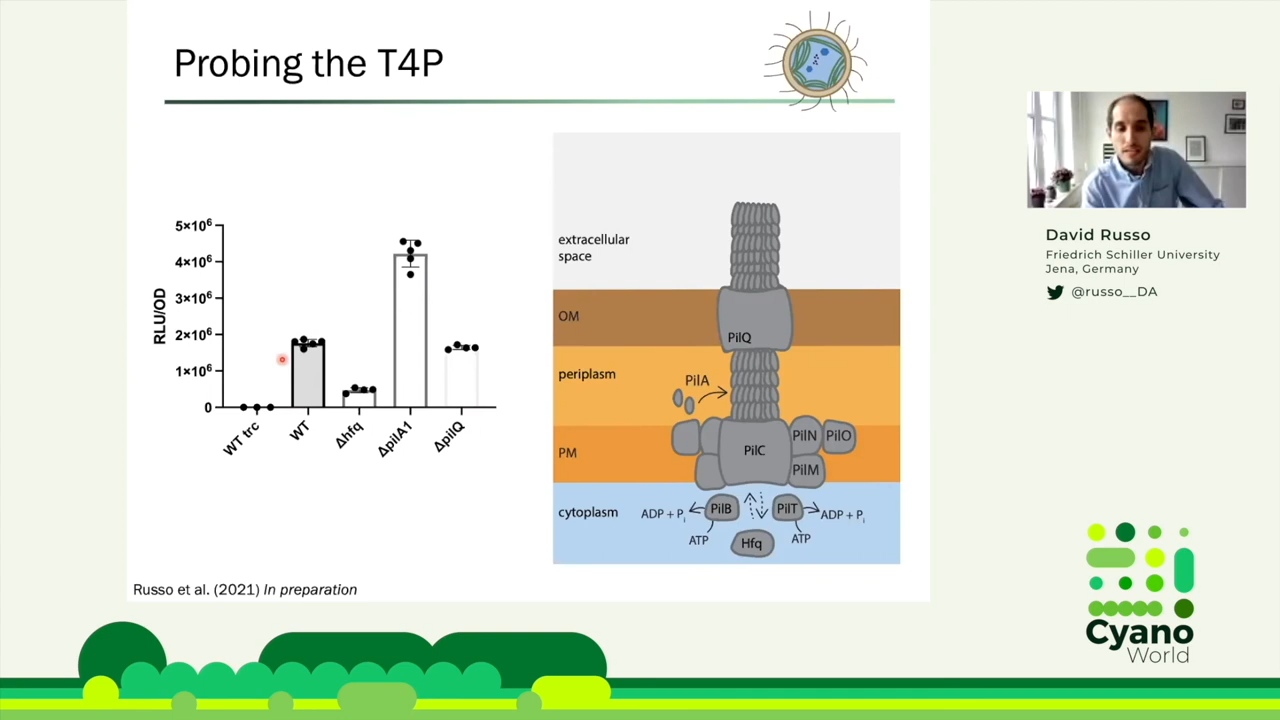 Probing the T4P
5×10⁶
4×10⁶
3×10⁶
2×10⁶
1×10⁶
0
RLU/OD
WT trc
WT
Δhfq
ΔpilA1
ΔpilQ
extracellular
space
OM
PilQ
periplasm
PilA
PM
PilC
PilN
PilO
PilM
cytoplasm
ADP + Pᵢ
PilB
PilT
ADP + Pᵢ
ATP
Hfq
ATP
Russo et al. (2021) In preparation
David Russo
Friedrich Schiller University
Jena, Germany
@russo__DA
Cyano
World